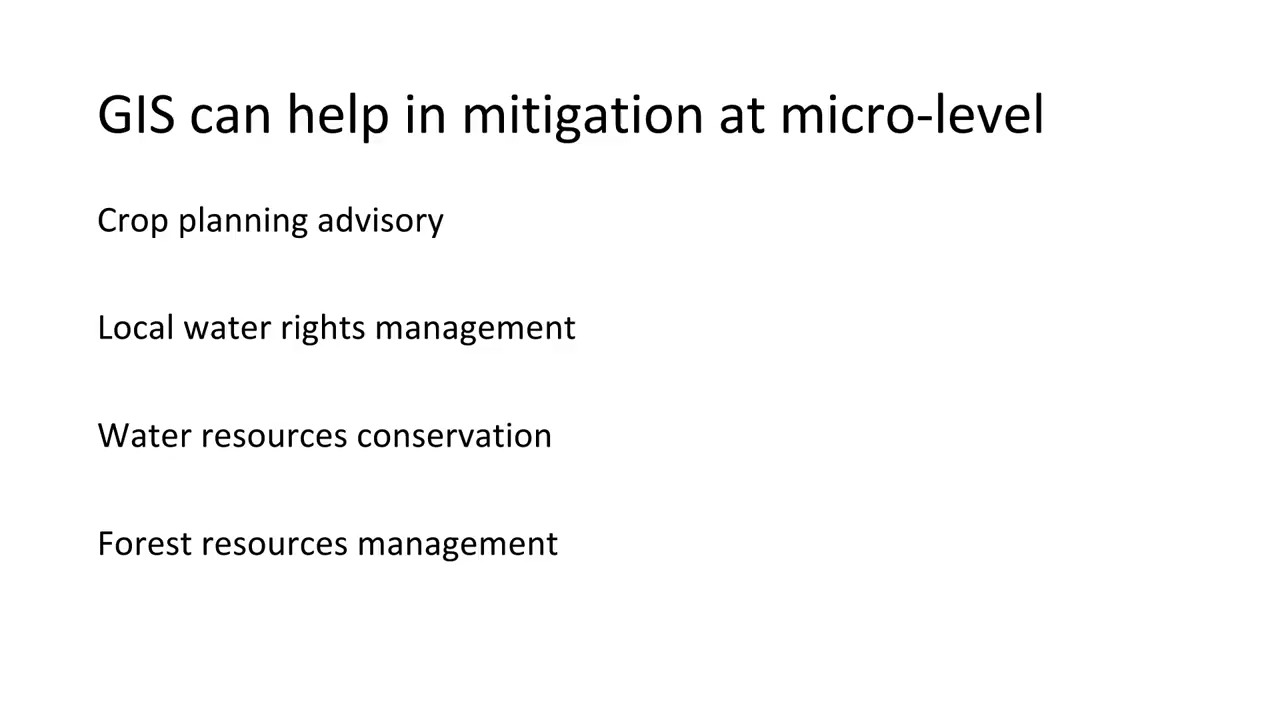 GIS can help in mitigation at micro-level
Crop planning advisory
Local water rights management
Water resources conservation
Forest resources management